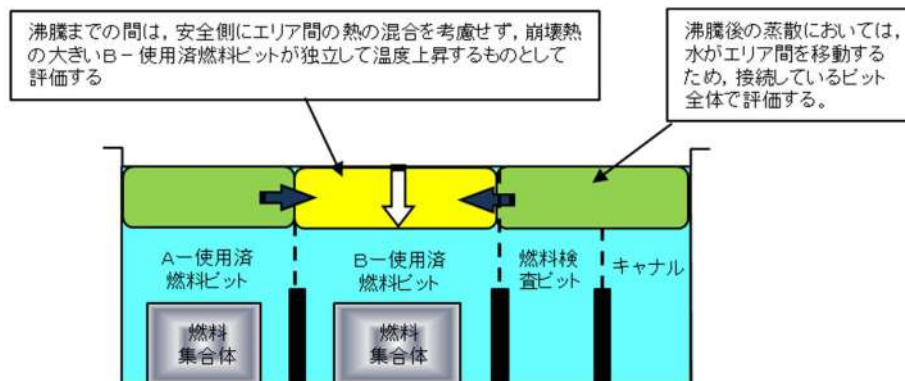 沸騰までの間は，安全側にエリア間の熱の混合を考慮せず，崩壊熱
の大きいＢ－使用済燃料ピットが独立して温度上昇するものとして
評価する
沸騰後の蒸散においては，
水がエリア間を移動する
ため，接続しているピット
全体で評価する。
Ａ－使用済
燃料ピット
Ｂ－使用済
燃料ピット
燃料検
査ピット
キャナル
燃料
集合体
燃料
集合体